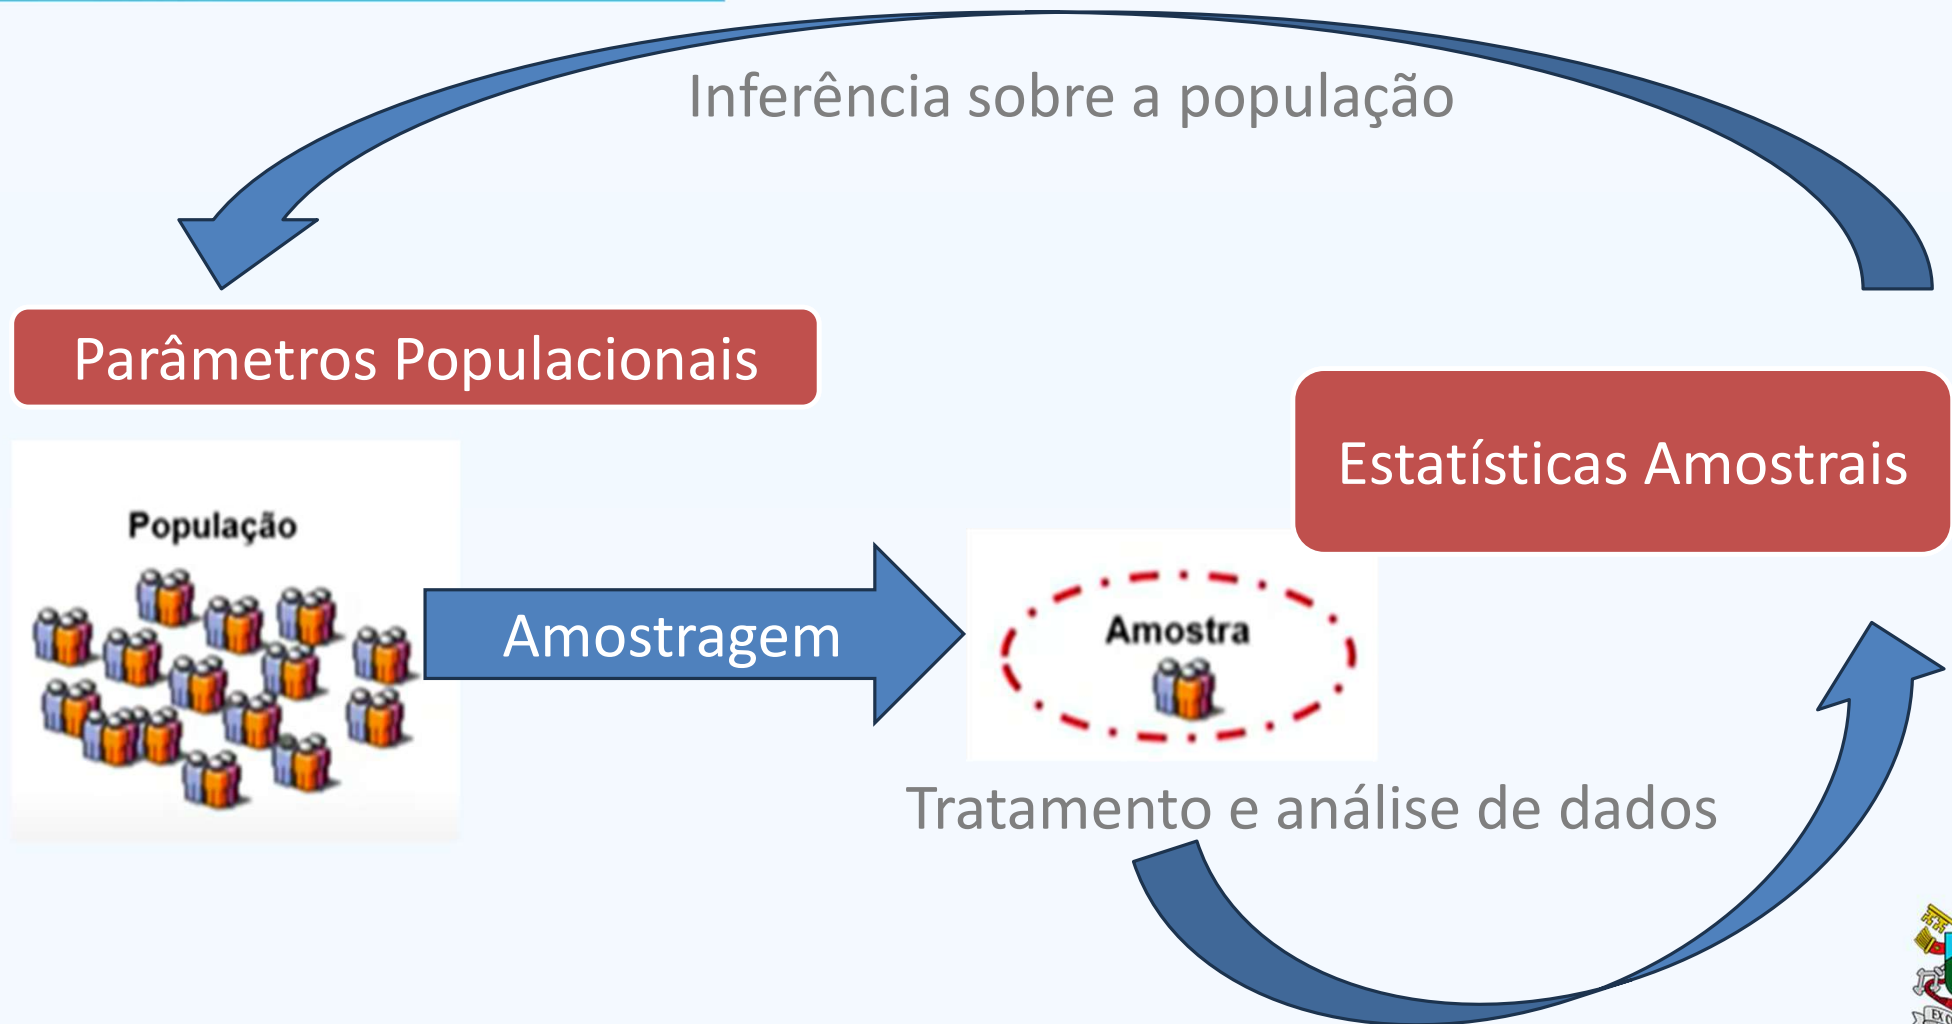 Inferência sobre a população
Parâmetros Populacionais
Estatísticas Amostrais
População
Amostragem
Amostra
Tratamento e análise de dados